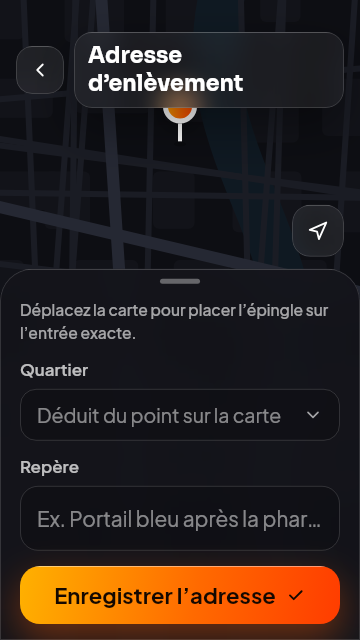 Adresse
d’enlèvement
Déplacez la carte pour placer l’épingle sur
l’entrée exacte.
Quartier
Déduit du point sur la carte
Repère
Ex. Portail bleu après la phar…
Enregistrer l’adresse